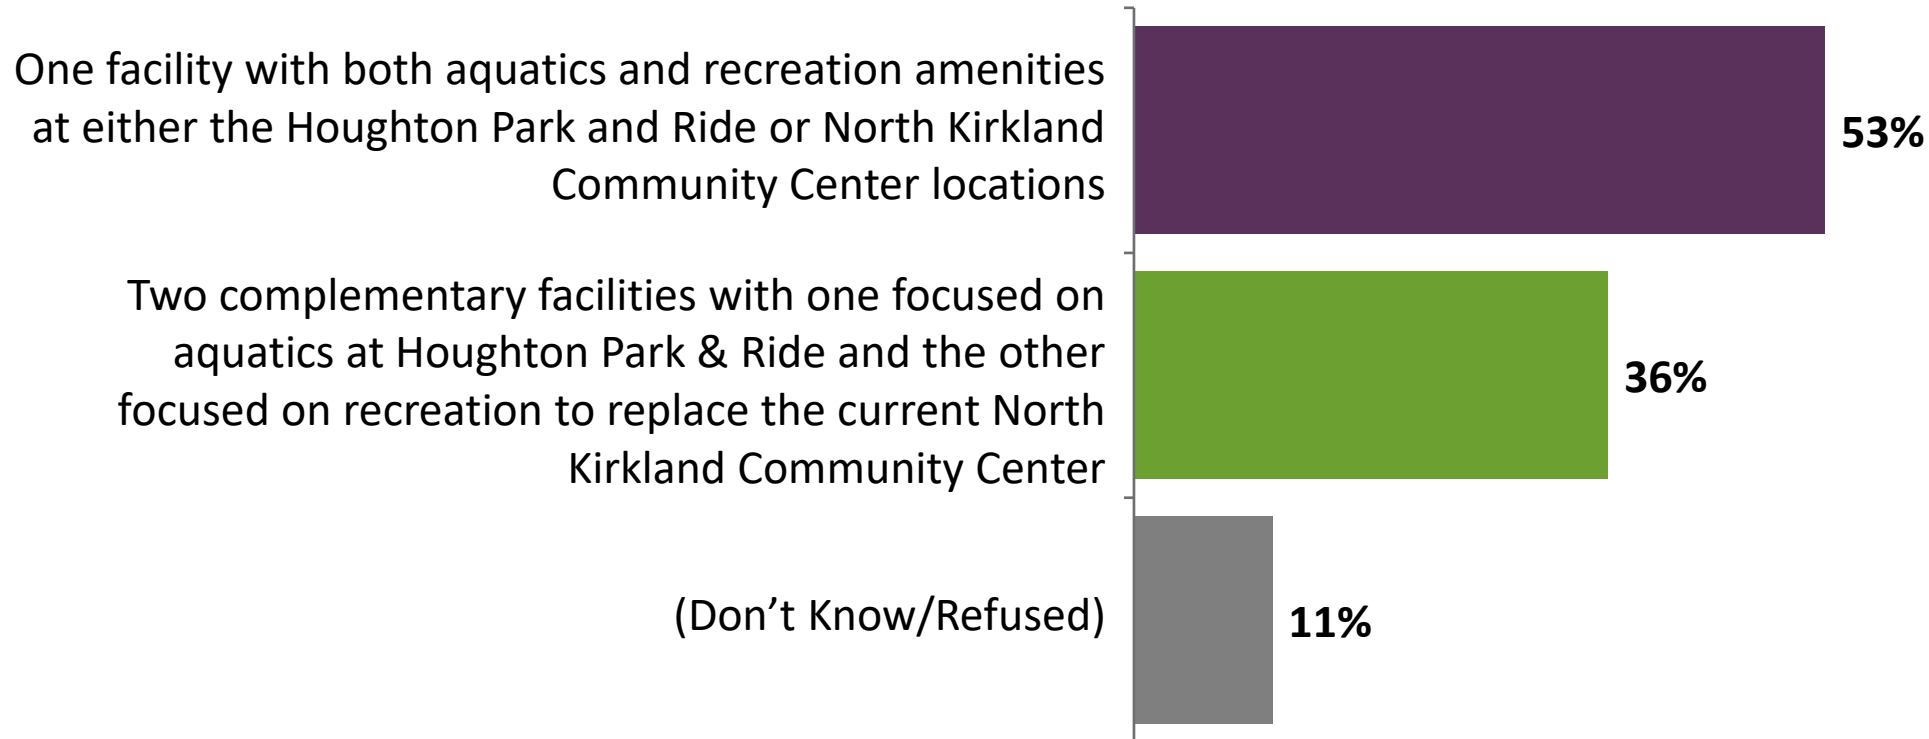 One facility with both aquatics and recreation amenities
at either the Houghton Park and Ride or North Kirkland
Community Center locations
53%
Two complementary facilities with one focused on
aquatics at Houghton Park & Ride and the other
focused on recreation to replace the current North
Kirkland Community Center
36%
(Don’t Know/Refused)
11%